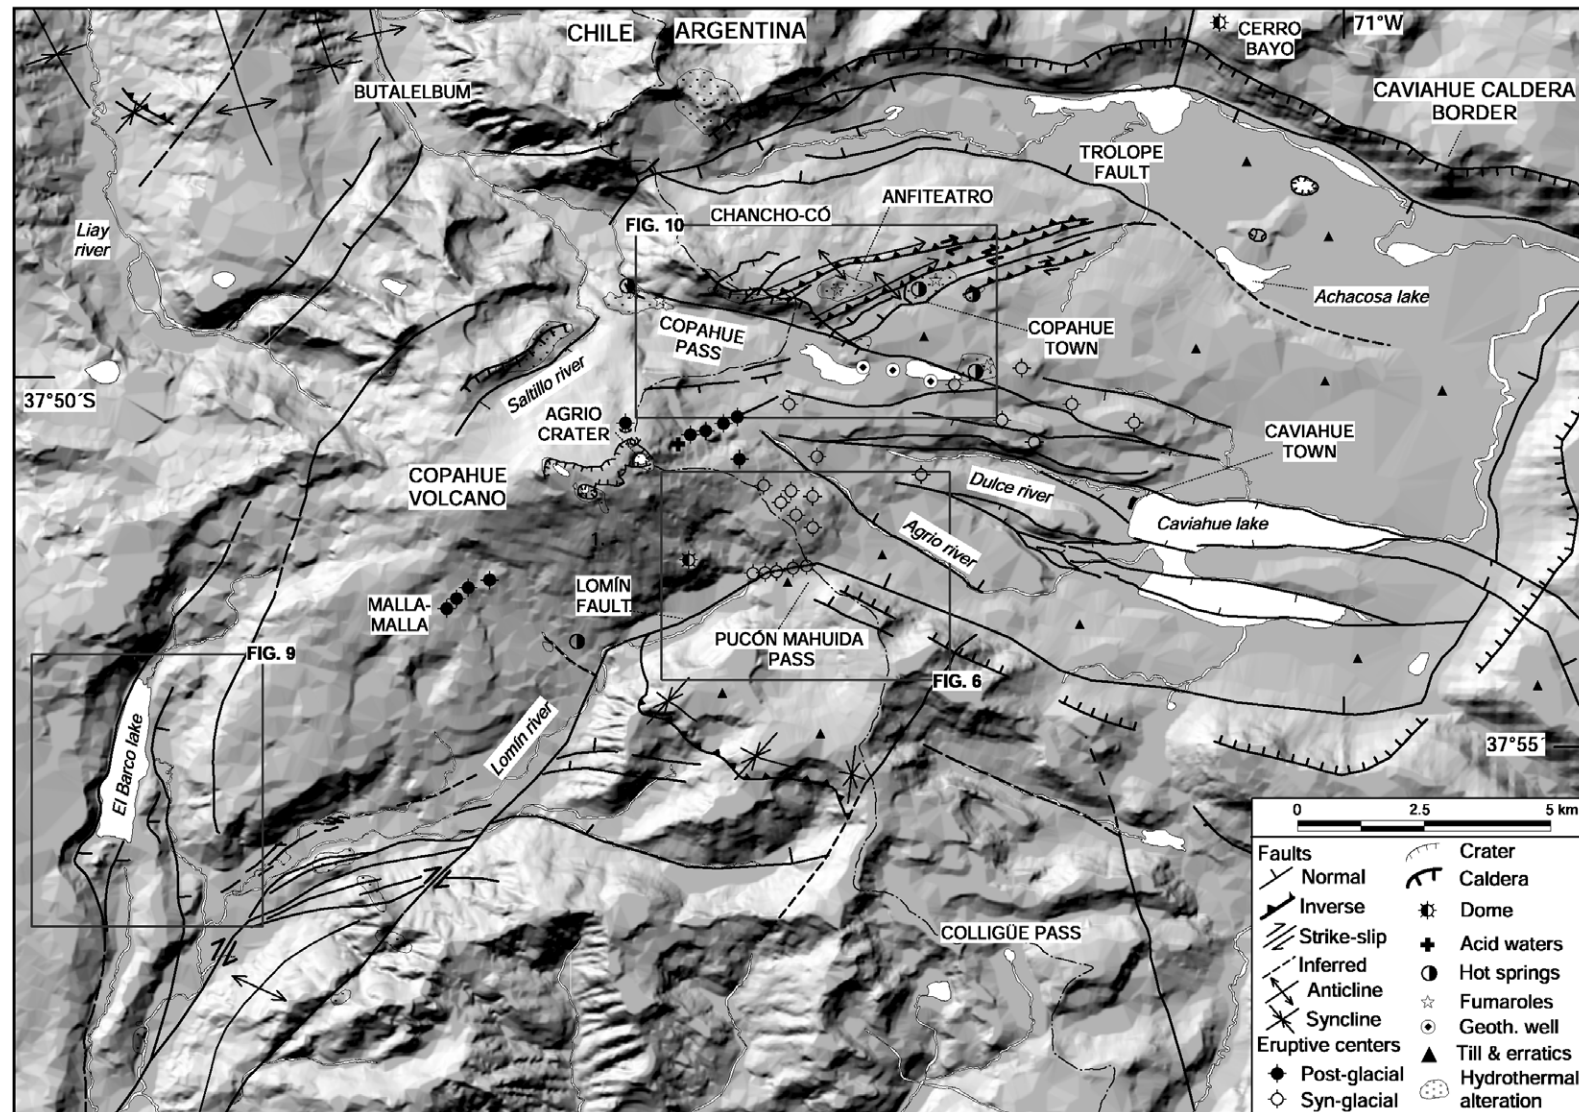 CHILE
ARGENTINA
CERRO
BAYO
71°W
BUTALELBUM
CAVIAHUE CALDERA
BORDER
TROLOPE
FAULT
Liay
river
CHANCHO-CÓ
ANFITEATRO
FIG. 10
Achacosa lake
COPAHUE
PASS
COPAHUE
TOWN
Saltillo river
37°50´S
AGRIO
CRATER
CAVIAHUE
TOWN
COPAHUE
VOLCANO
Dulce river
Caviahue lake
Agrio river
1.
LOMÍN
FAULT
MALLA-
MALLA
PUCÓN MAHUIDA
PASS
FIG. 9
FIG. 6
Lomín river
El Barco lake
37°55´
COLLIGÜE PASS
0 2.5 5 km
Faults
Normal
Inverse
Strike-slip
Inferred
Anticline
Syncline
Eruptive centers
Post-glacial
Syn-glacial
Crater
Caldera
Dome
Acid waters
Hot springs
Fumaroles
Geoth. well
Till & erratics
Hydrothermal
alteration